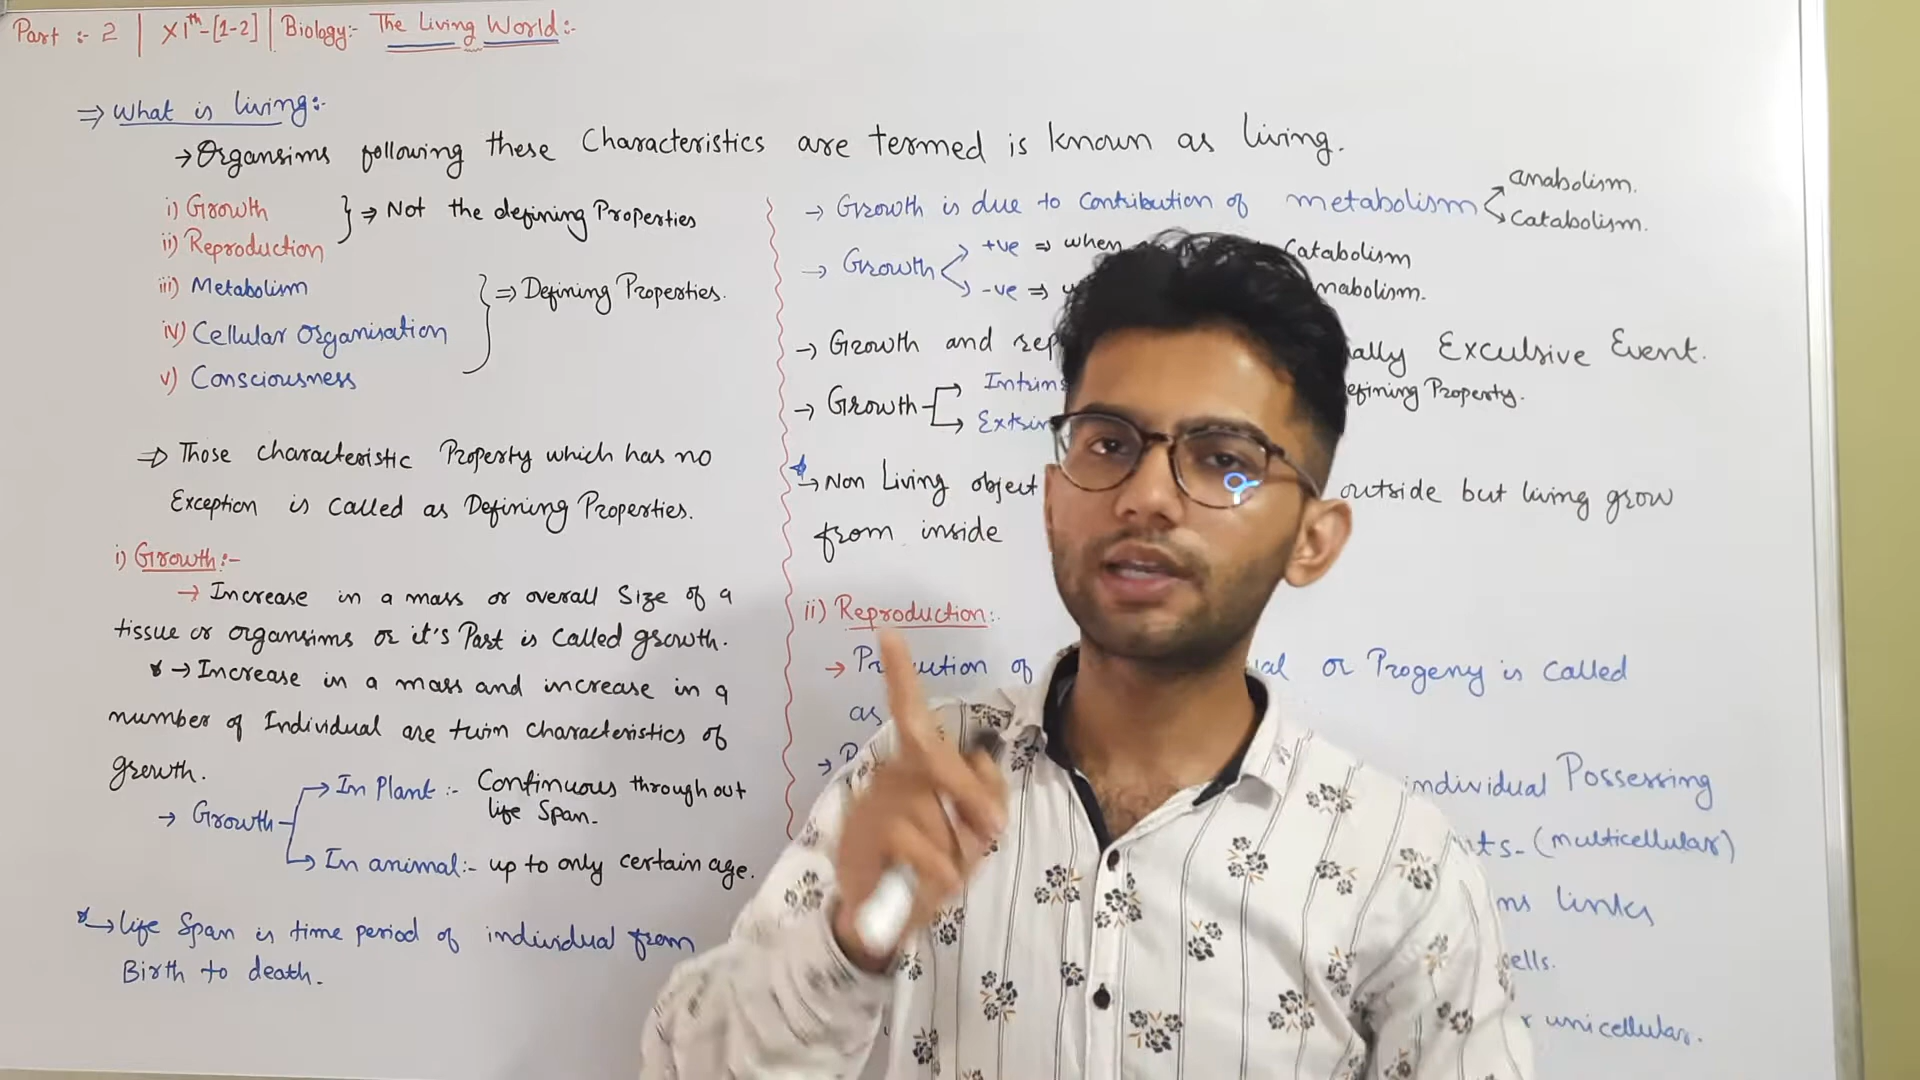 Part :- 2 | XIth-[1-2] | Biology:- The Living World:-
⇒ What is living:-
→ Organsims following these Characteristics are termed is known as living.
i) Growth
ii) Reproduction
} ⇒ Not the defining Properties
iii) Metabolism
iv) Cellular Organisation
v) Consciousness
} ⇒ Defining Properties.
⇒ Those characteristic Property which has no
Exception is called as Defining Properties.
i) Growth:-
→ Increase in a mass or overall Size of a
tissue or organsims or it's Part is called growth.
* → Increase in a mass and increase in a
number of Individual are twin characteristics of
growth.
→ Growth
→ In Plant :- Continuous through out
life Span.
→ In animal:- up to only certain age.
* → life Span is time period of individual from
Birth to death.
→ Growth is due to contribution of metabolism
anabolism.
Catabolism.
→ Growth
+ve ⇒ when Catabolism
-ve ⇒
→ Growth and Exculsive Event.
→ Growth
efining Property.
* → Non Living object outside but living grow
from inside
ii) Reproduction:-
→ of or Progeny is called
as
→ individual Possessing
(multicellular)
links
cells.
unicellular.